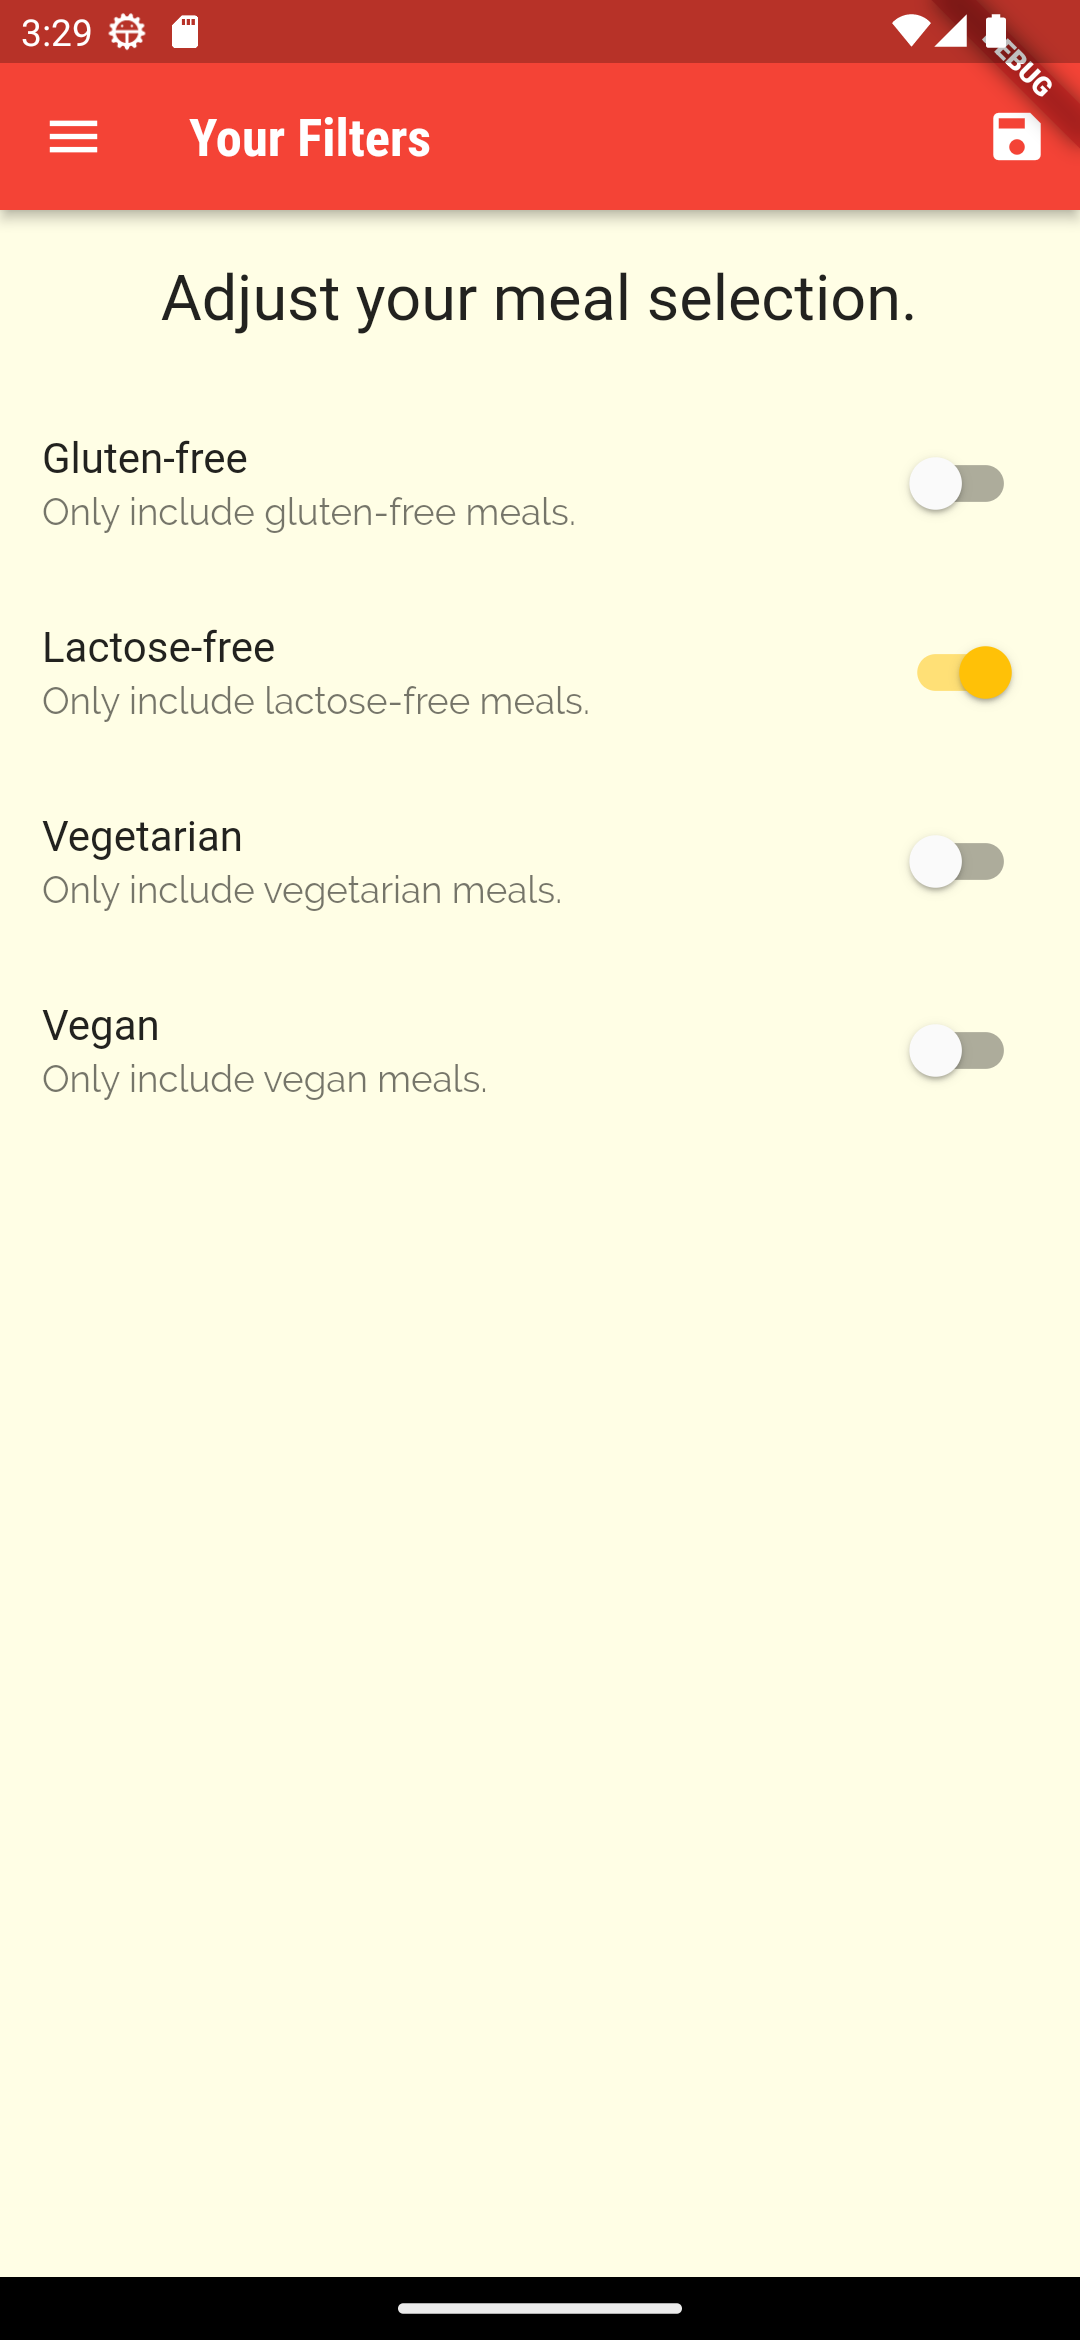 3:29
DEBUG
Your Filters
Adjust your meal selection.
Gluten-free
Only include gluten-free meals.
Lactose-free
Only include lactose-free meals.
Vegetarian
Only include vegetarian meals.
Vegan
Only include vegan meals.